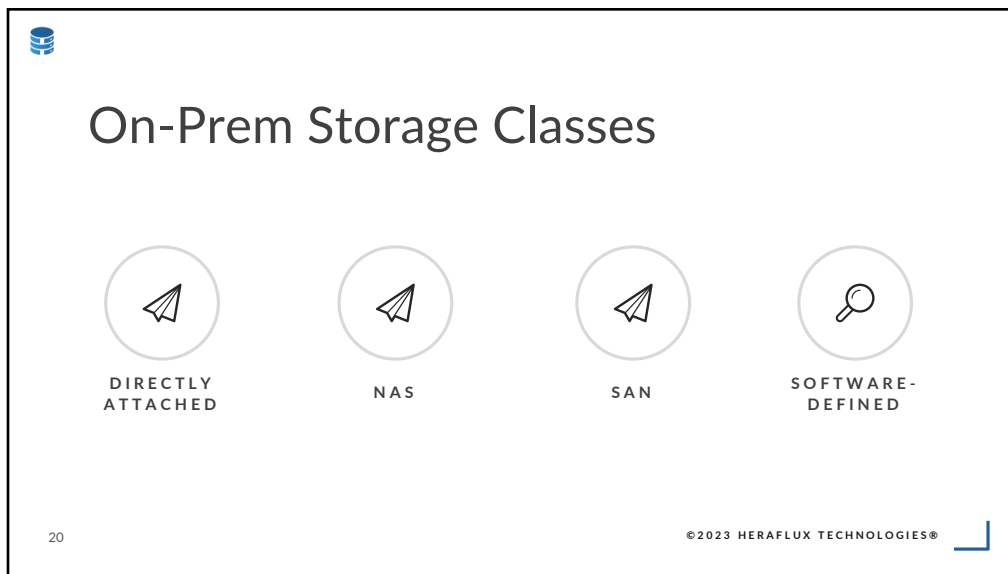 On-Prem Storage Classes
DIRECTLY
ATTACHED
NAS
SAN
SOFTWARE-
DEFINED
20
©2023 HERAFLUX TECHNOLOGIES®